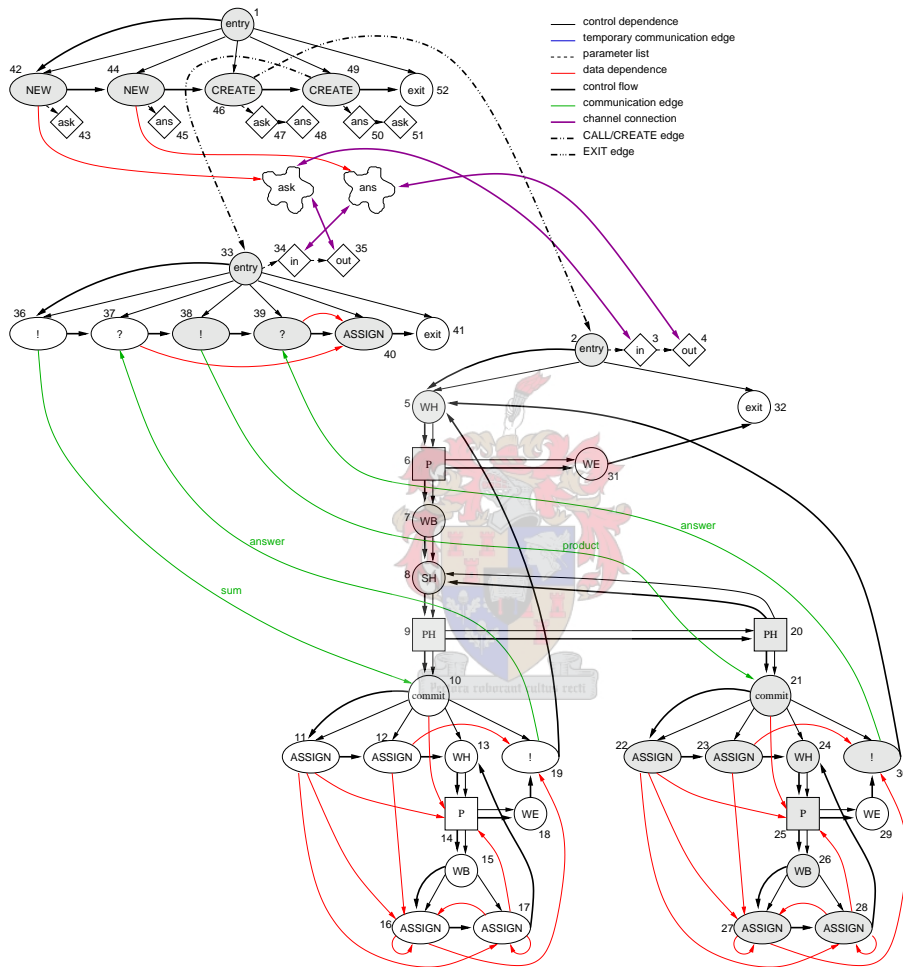 1
entry
control dependence
temporary communication edge
parameter list
data dependence
control flow
communication edge
channel connection
CALL/CREATE edge
EXIT edge
42 44 49
NEW NEW CREATE CREATE exit 52
46
ask ans ask ans ans ask
43 45 47 48 50 51
ask ans
33 34 35
entry in out
36 37 38 39
! ? ! ? ASSIGN exit 41
40
2 3 4
entry in out
5 WH exit 32
6 P WE
31
7 WB
answer product answer
8 SH
sum
9 PH PH 20
10 21
commit commit
Pectora roborant cultus recti
11 12 13 22 23 24
ASSIGN ASSIGN WH ! ASSIGN ASSIGN WH !
19 30
P WE P WE
14 18 25 29
15 26
WB WB
16 17 27 28
ASSIGN ASSIGN ASSIGN ASSIGN